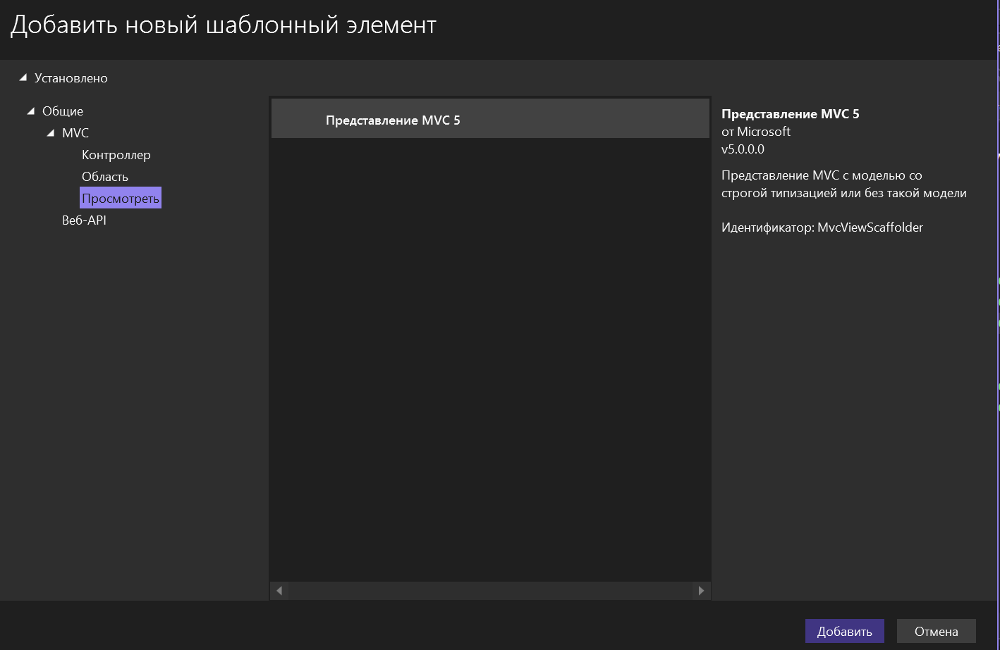 Добавить новый шаблонный элемент
Установлено
Общие
MVC
Контроллер
Область
Просмотреть
Веб-API
Представление MVC 5
Представление MVC 5
от Microsoft
v5.0.0.0
Представление MVC с моделью со
строгой типизацией или без такой модели
Идентификатор: MvcViewScaffolder
Добавить
Отмена